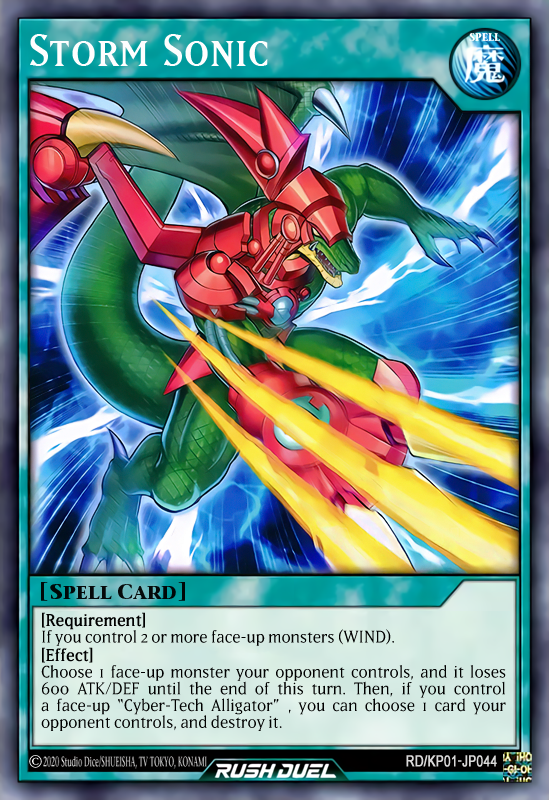 Storm Sonic
SPELL
魔
[Spell Card]
[Requirement]
If you control 2 or more face-up monsters (WIND).
[Effect]
Choose 1 face-up monster your opponent controls, and it loses
600 ATK/DEF until the end of this turn. Then, if you control
a face-up “Cyber-Tech Alligator” , you can choose 1 card your
opponent controls, and destroy it.
©2020 Studio Dice/SHUEISHA, TV TOKYO, KONAMI
RUSH DUEL
RD/KP01-JP044